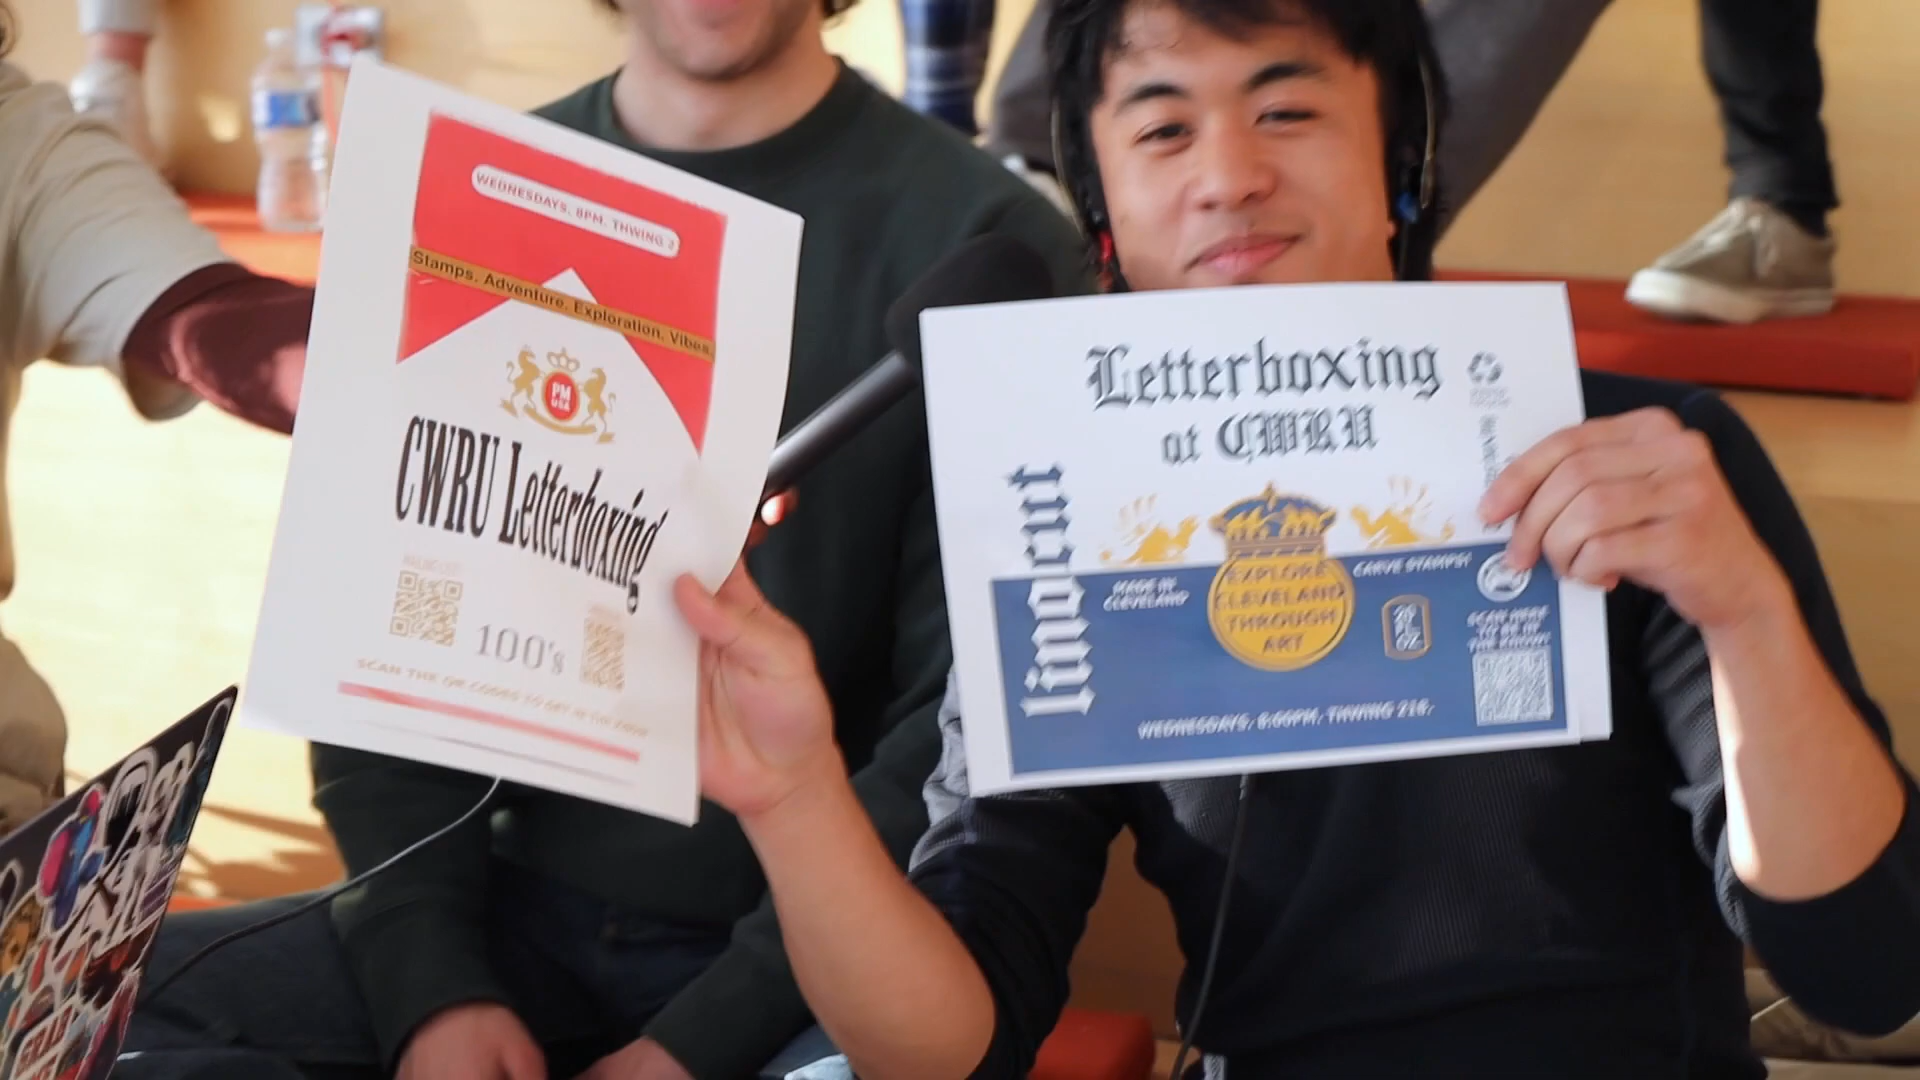 WEDNESDAYS, 8PM, THWING 2
Stamps. Adventure. Exploration. Vibes.
PM
USA
CWRU Letterboxing
100's
SCAN THE QR CODES TO GET IN THE KNOW
Letterboxing
at CWRU
linocut
MADE IN
CLEVELAND
EXPLORE
CLEVELAND
THROUGH
ART
CARVE STAMPS!
SCAN HERE
TO BE IN
THE KNOW!
WEDNESDAYS, 8:00PM, THWING 218.